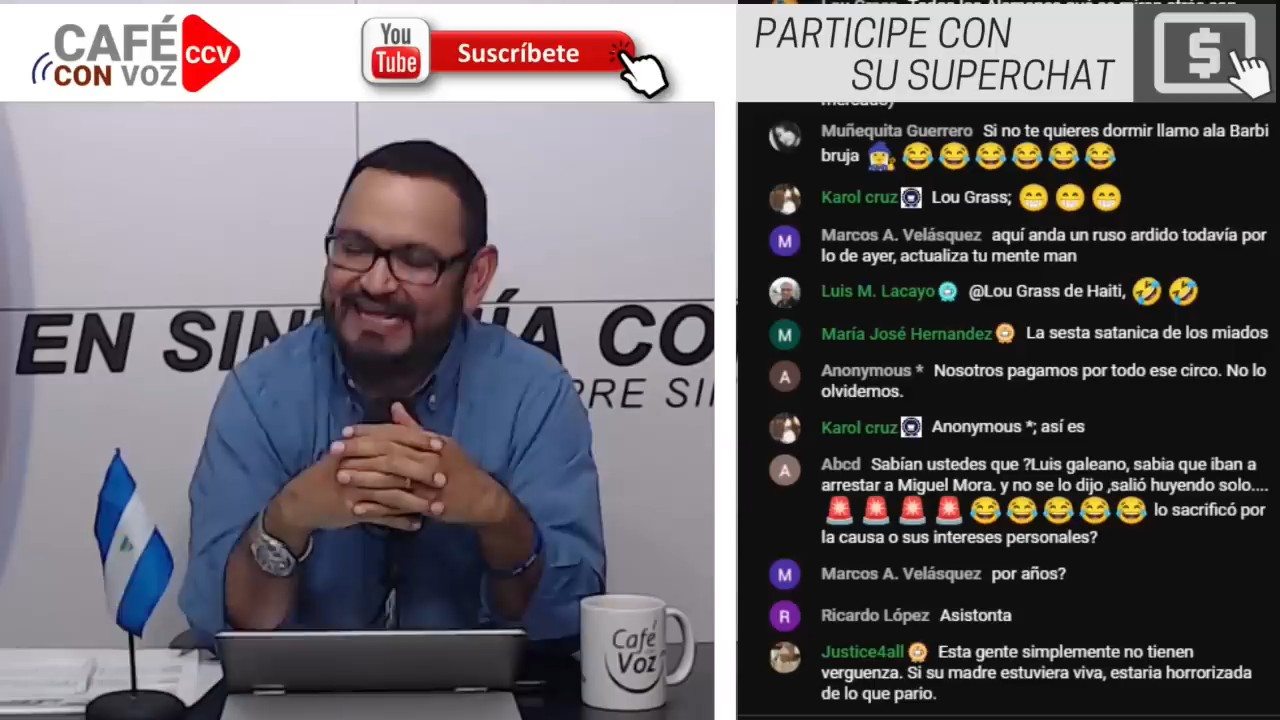 CAFÉ
CON VOZ
CCV
You
Tube
Suscríbete
PARTICIPE CON
SU SUPERCHAT
$
EN SIN ÍA CO
RE SI
Café
Voz
mercado)
Muñequita Guerrero Si no te quieres dormir llamo ala Barbi
bruja 🧙‍♀️😂😂😂😂😂😂
Karol cruz Lou Grass; 😁😁😁
M Marcos A. Velásquez aquí anda un ruso ardido todavía por
lo de ayer, actualiza tu mente man
Luis M. Lacayo @Lou Grass de Haiti, 🤣🤣
M María José Hernandez La sesta satanica de los miados
A Anonymous * Nosotros pagamos por todo ese circo. No lo
olvidemos.
Karol cruz Anonymous *; así es
A Abcd Sabían ustedes que ?Luis galeano, sabia que iban a
arrestar a Miguel Mora. y no se lo dijo ,salió huyendo solo....
🚨🚨🚨🚨😂😂😂😂😂 lo sacrificó por
la causa o sus intereses personales?
M Marcos A. Velásquez por años?
R Ricardo López Asistonta
Justice4all Esta gente simplemente no tienen
verguenza. Si su madre estuviera viva, estaria horrorizada
de lo que pario.